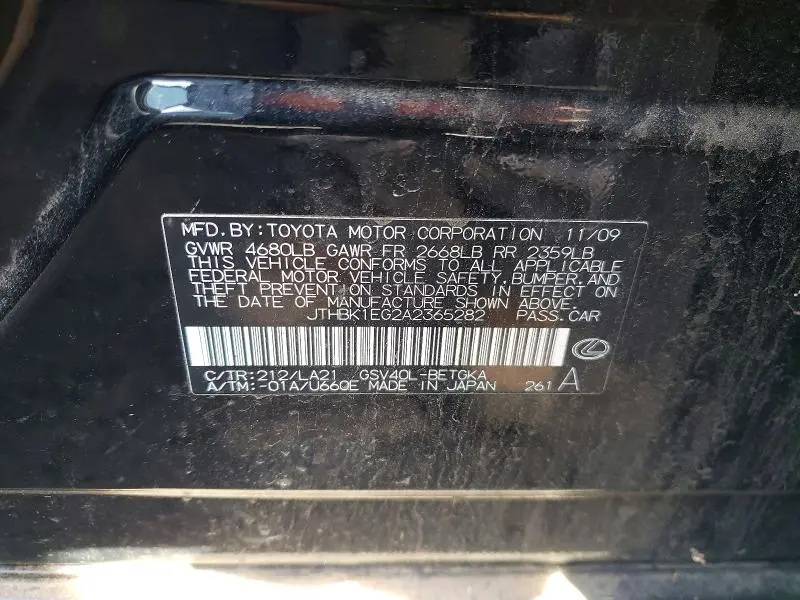 MFD.BY:TOYOTA MOTOR CORPORATION 11/09
GVWR 4680LB GAWR FR 2668LB RR 2359LB
THIS VEHICLE CONFORMS TO ALL APPLICABLE
FEDERAL MOTOR VEHICLE SAFETY,BUMPER,AND
THEFT PREVENTION STANDARDS IN EFFECT ON
THE DATE OF MANUFACTURE SHOWN ABOVE.
JTHBK1EG2A2365282 PASS.CAR
C/TR:212/LA21 GSV40L-BETGKA
A/TM:-01A/U660E MADE IN JAPAN 261 A